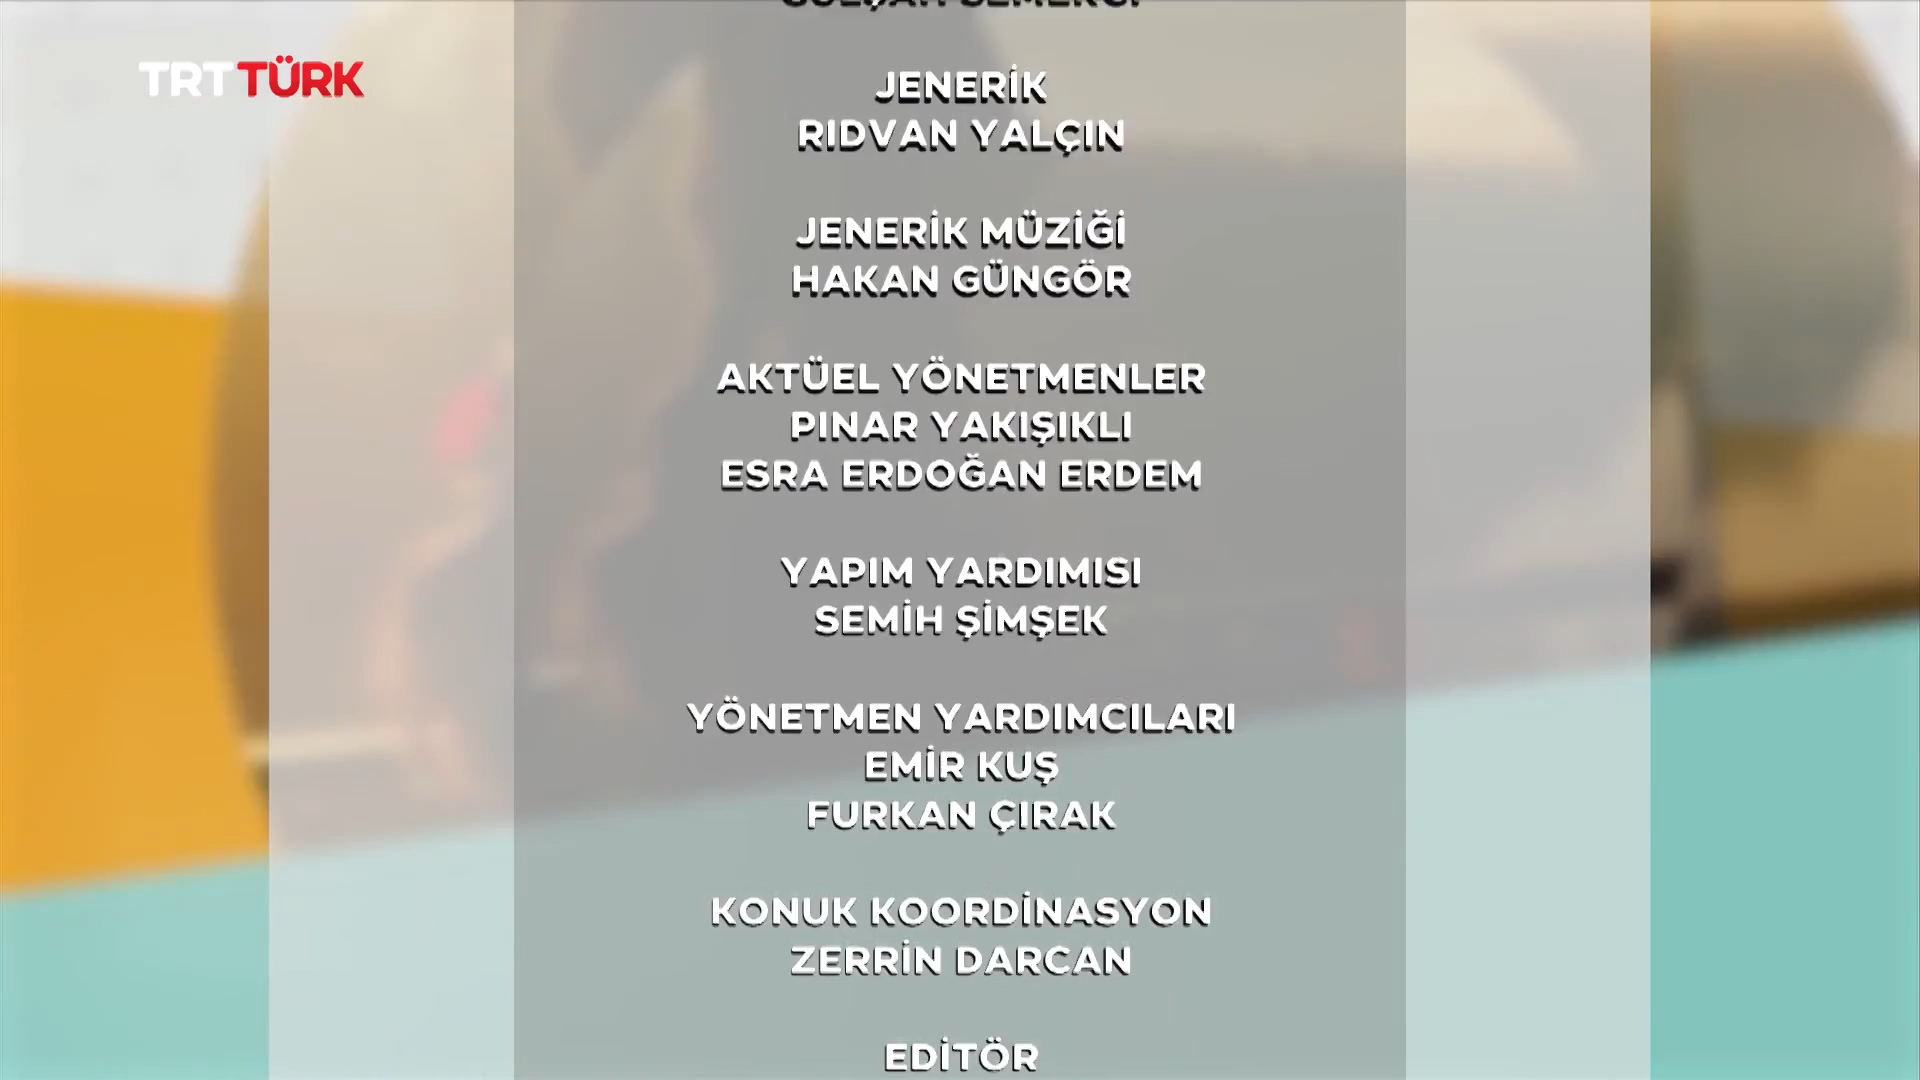 TRT TÜRK
JENERİK
RIDVAN YALÇIN
JENERİK MÜZİĞİ
HAKAN GÜNGÖR
AKTÜEL YÖNETMENLER
PINAR YAKIŞIKLI
ESRA ERDOĞAN ERDEM
YAPIM YARDIMISI
SEMİH ŞİMŞEK
YÖNETMEN YARDIMCILARI
EMİR KUŞ
FURKAN ÇIRAK
KONUK KOORDİNASYON
ZERRİN DARCAN
EDİTÖR